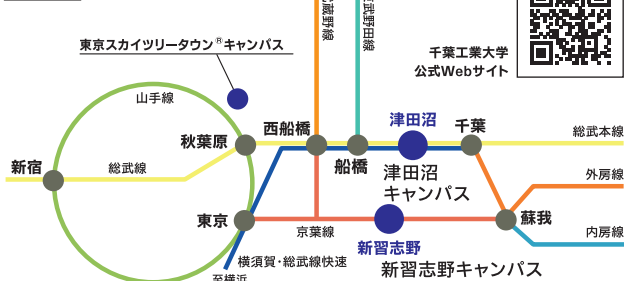 武蔵野線
東武野田線
東京スカイツリータウン®キャンパス
千葉工業大学
公式Webサイト
山手線
津田沼
西船橋
千葉
総武本線
秋葉原
新宿
総武線
船橋
津田沼
キャンパス
外房線
東京
蘇我
京葉線
新習志野
内房線
横須賀・総武線快速
新習志野キャンパス
至横浜